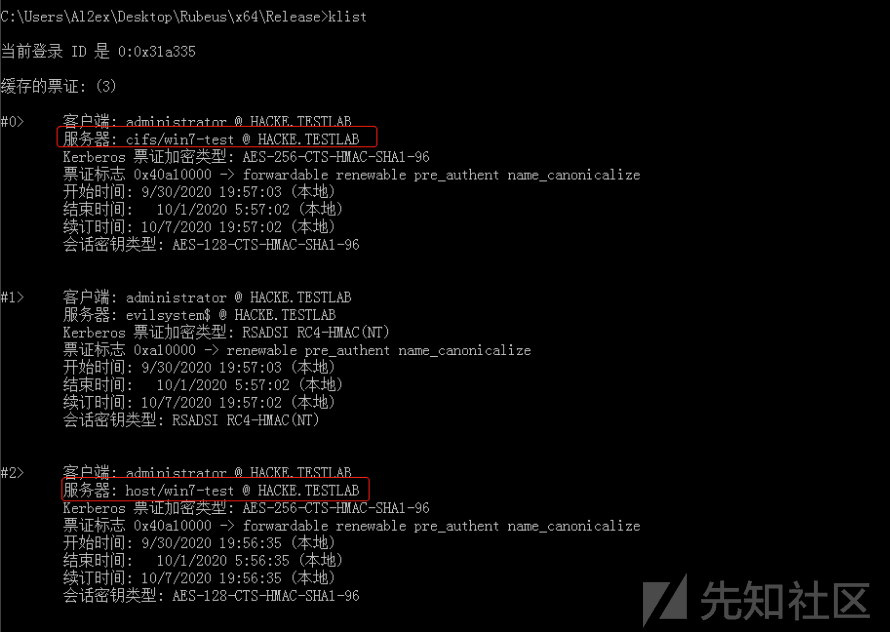 C:\Users\Al2ex\Desktop\Rubeus\x64\Release>klist
当前登录 ID 是 0:0x31a335
缓存的票证: (3)
#0>     客户端: administrator @ HACKE.TESTLAB
服务器: cifs/win7-test @ HACKE.TESTLAB
Kerberos 票证加密类型: AES-256-CTS-HMAC-SHA1-96
票证标志 0x40a10000 -> forwardable renewable pre_authent name_canonicalize
开始时间: 9/30/2020 19:57:03 (本地)
结束时间:   10/1/2020 5:57:02 (本地)
续订时间: 10/7/2020 19:57:02 (本地)
会话密钥类型: AES-128-CTS-HMAC-SHA1-96
#1>     客户端: administrator @ HACKE.TESTLAB
服务器: evilsystem$ @ HACKE.TESTLAB
Kerberos 票证加密类型: RSADSI RC4-HMAC(NT)
票证标志 0xa10000 -> renewable pre_authent name_canonicalize
开始时间: 9/30/2020 19:57:03 (本地)
结束时间:   10/1/2020 5:57:02 (本地)
续订时间: 10/7/2020 19:57:02 (本地)
会话密钥类型: RSADSI RC4-HMAC(NT)
#2>     客户端: administrator @ HACKE.TESTLAB
服务器: host/win7-test @ HACKE.TESTLAB
Kerberos 票证加密类型: AES-256-CTS-HMAC-SHA1-96
票证标志 0x40a10000 -> forwardable renewable pre_authent name_canonicalize
开始时间: 9/30/2020 19:56:35 (本地)
结束时间:   10/1/2020 5:56:35 (本地)
续订时间: 10/7/2020 19:56:35 (本地)
会话密钥类型: AES-128-CTS-HMAC-SHA1-96
先知社区